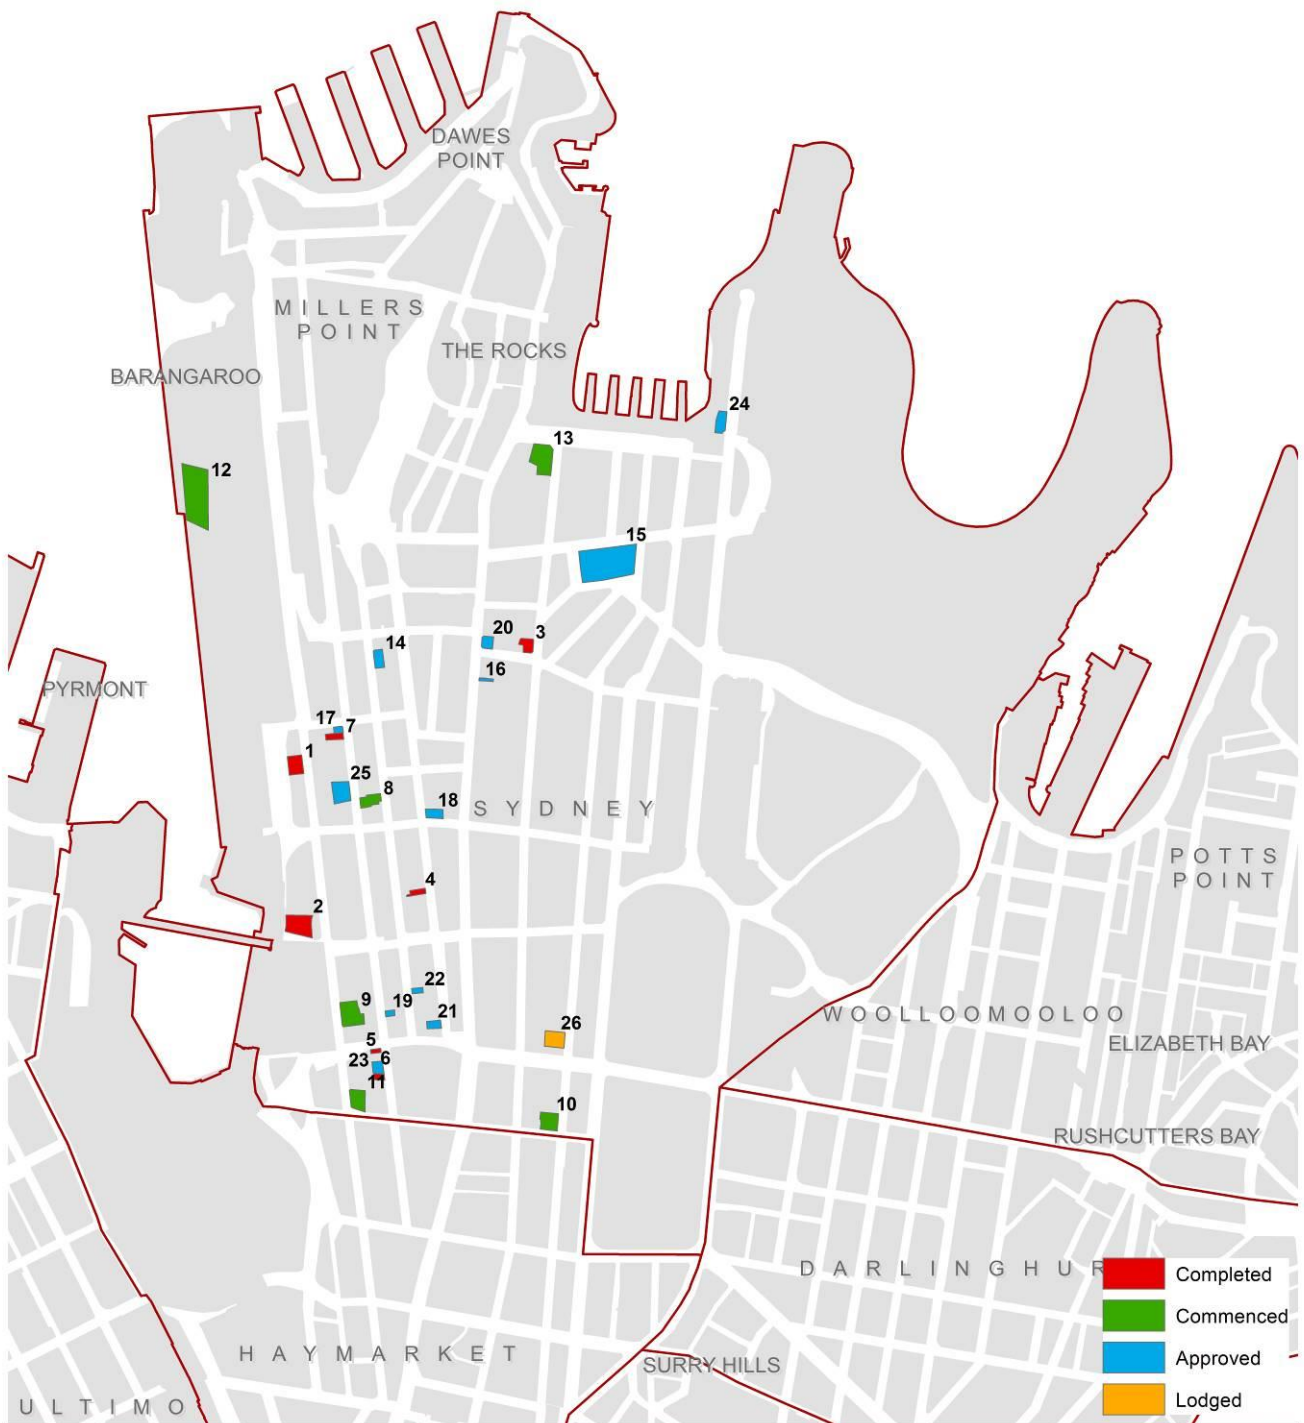 DAWES
POINT
MILLERS
POINT
THE ROCKS
BARANGAROO
24
13
12
15
20
3
14
16
PYRMONT
17
7
1
25
8
18
SYDNEY
POTTS
POINT
4
2
22
9
19
21
26
WOOLLOOMOOLOO
5
23
6
ELIZABETH BAY
11
10
RUSHCUTTERS BAY
DARLINGHUR
Completed
Commenced
HAYMARKET
SURRY HILLS
Approved
ULTIMO
Lodged